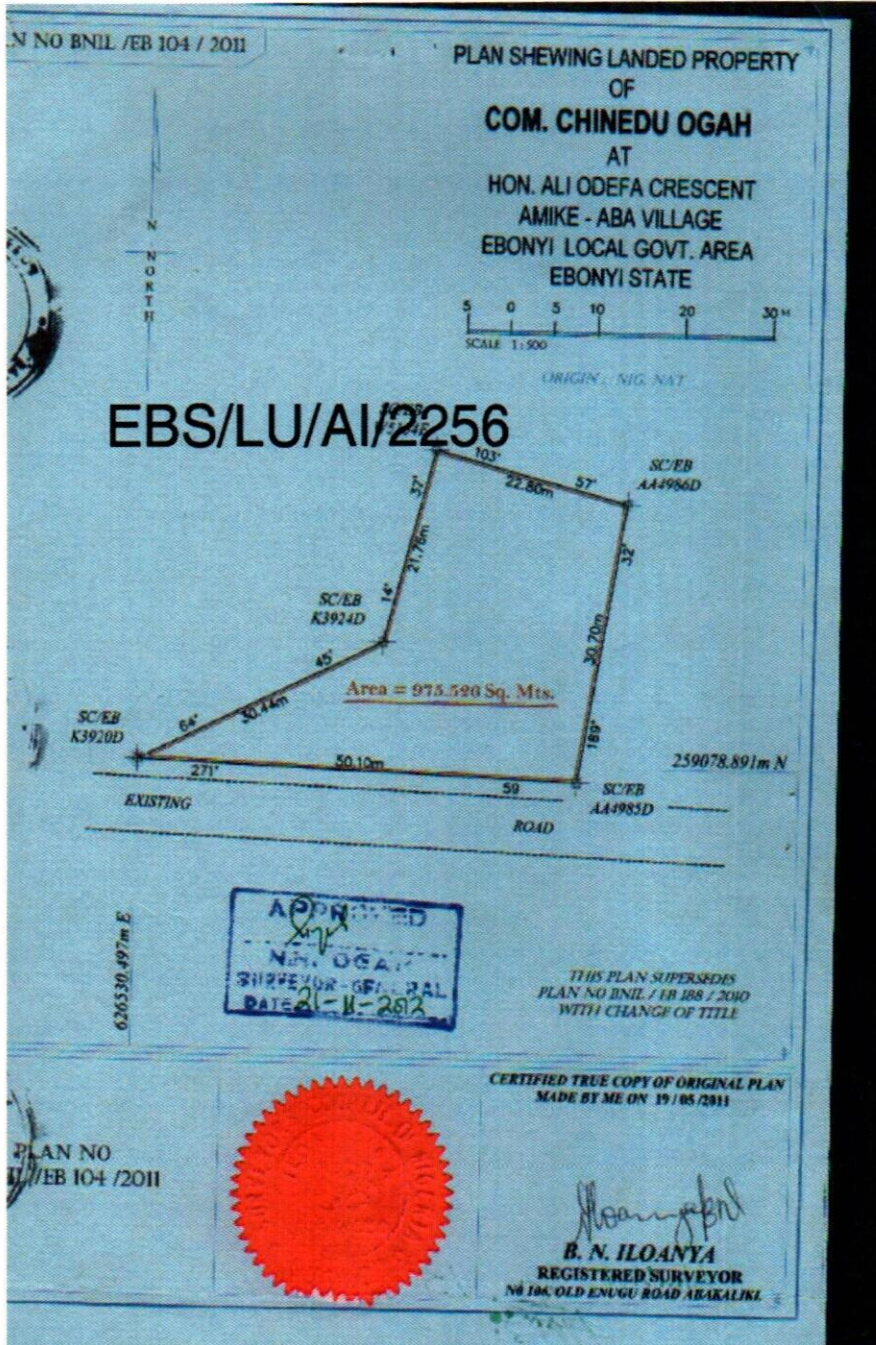 N NO BNIL /EB 104 / 2011
PLAN SHEWING LANDED PROPERTY
OF
COM. CHINEDU OGAH
AT
HON. ALI ODEFA CRESCENT
AMIKE - ABA VILLAGE
EBONYI LOCAL GOVT. AREA
EBONYI STATE
N
NORTH
5 0 5 10 20 30 M
SCALE 1:500
ORIGIN : NIG. NAT
EBS/LU/AI/2256
103° 22.80m 57'
SC/EB
AA4986D
37'
21.76m
14°
32'
30.70m
189°
SC/EB
K3924D
45'
30.44m
64°
Area = 975.526 Sq. Mts.
SC/EB
K3920D
271° 50.10m 59
259078.891m N
SC/EB
AA4985D
EXISTING
ROAD
626530.497m E
APPROVED
OGAH
SURVEYOR-GENERAL
DATE 21-11-2012
THIS PLAN SUPERSEDES
PLAN NO BNIL / EB 188 / 2010
WITH CHANGE OF TITLE
CERTIFIED TRUE COPY OF ORIGINAL PLAN
MADE BY ME ON 19 / 05 /2011
PLAN NO
/EB 104 /2011
B. N. ILOANYA
REGISTERED SURVEYOR
N0 106, OLD ENUGU ROAD ABAKALIKI.